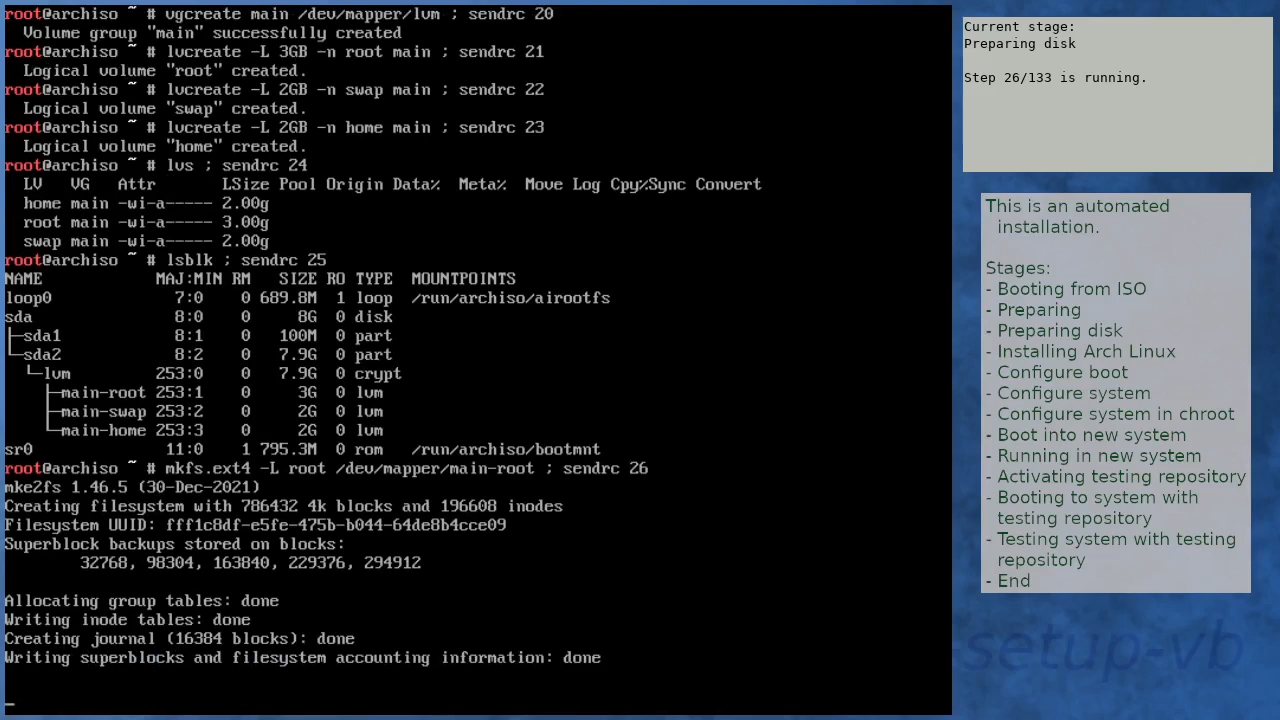 root@archiso ~ # vgcreate main /dev/mapper/lvm ; sendrc 20
  Volume group "main" successfully created
root@archiso ~ # lvcreate -L 3GB -n root main ; sendrc 21
  Logical volume "root" created.
root@archiso ~ # lvcreate -L 2GB -n swap main ; sendrc 22
  Logical volume "swap" created.
root@archiso ~ # lvcreate -L 2GB -n home main ; sendrc 23
  Logical volume "home" created.
root@archiso ~ # lvs ; sendrc 24
  LV   VG   Attr       LSize Pool Origin Data%  Meta%  Move Log Cpy%Sync Convert
  home main -wi-a----- 2.00g
  root main -wi-a----- 3.00g
  swap main -wi-a----- 2.00g
root@archiso ~ # lsblk ; sendrc 25
NAME            MAJ:MIN RM   SIZE RO TYPE  MOUNTPOINTS
loop0             7:0    0 689.8M  1 loop  /run/archiso/airootfs
sda               8:0    0     8G  0 disk
├─sda1            8:1    0   100M  0 part
└─sda2            8:2    0   7.9G  0 part
  └─lvm         253:0    0   7.9G  0 crypt
    ├─main-root 253:1    0     3G  0 lvm
    ├─main-swap 253:2    0     2G  0 lvm
    └─main-home 253:3    0     2G  0 lvm
sr0              11:0    1 795.3M  0 rom   /run/archiso/bootmnt
root@archiso ~ # mkfs.ext4 -L root /dev/mapper/main-root ; sendrc 26
mke2fs 1.46.5 (30-Dec-2021)
Creating filesystem with 786432 4k blocks and 196608 inodes
Filesystem UUID: fff1c8df-e5fe-475b-b044-64de8b4cce09
Superblock backups stored on blocks:
        32768, 98304, 163840, 229376, 294912

Allocating group tables: done
Writing inode tables: done
Creating journal (16384 blocks): done
Writing superblocks and filesystem accounting information: done

Current stage:
Preparing disk

Step 26/133 is running.

This is an automated
installation.

Stages:
- Booting from ISO
- Preparing
- Preparing disk
- Installing Arch Linux
- Configure boot
- Configure system
- Configure system in chroot
- Boot into new system
- Running in new system
- Activating testing repository
- Booting to system with
testing repository
- Testing system with testing
repository
- End
-setup-vb